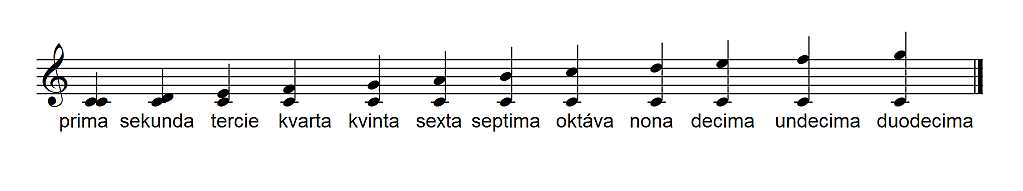 prima sekunda tercie kvarta kvinta sexta septima oktáva nona decima undecima duodecima